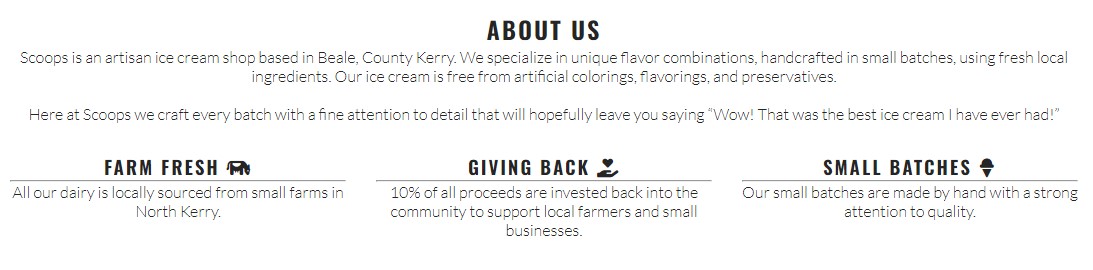 ABOUT US
Scoops is an artisan ice cream shop based in Beale, County Kerry. We specialize in unique flavor combinations, handcrafted in small batches, using fresh local
ingredients. Our ice cream is free from artificial colorings, flavorings, and preservatives.
Here at Scoops we craft every batch with a fine attention to detail that will hopefully leave you saying “Wow! That was the best ice cream I have ever had!”
FARM FRESH
All our dairy is locally sourced from small farms in
North Kerry.
GIVING BACK
10% of all proceeds are invested back into the
community to support local farmers and small
businesses.
SMALL BATCHES
Our small batches are made by hand with a strong
attention to quality.